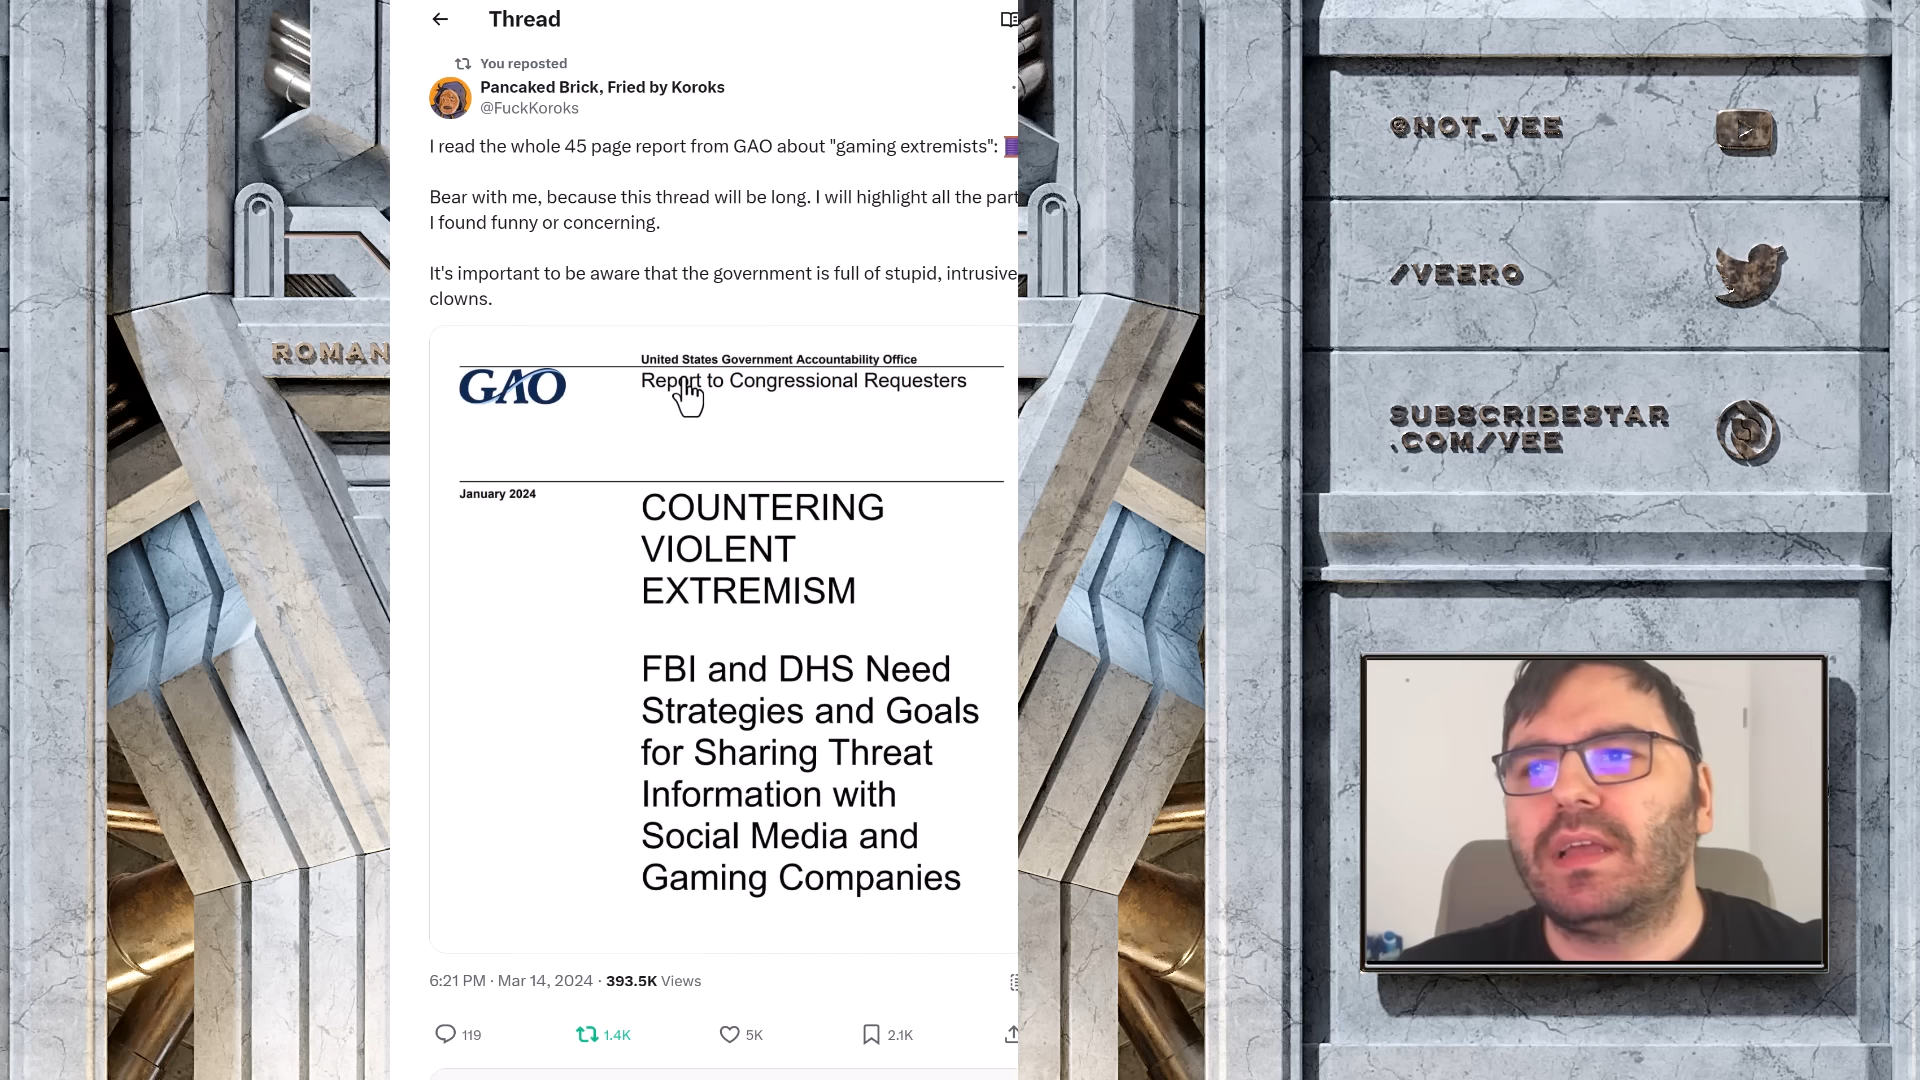 Thread
You reposted
Pancaked Brick, Fried by Koroks
@FuckKoroks
I read the whole 45 page report from GAO about "gaming extremists":
Bear with me, because this thread will be long. I will highlight all the part
I found funny or concerning.
It's important to be aware that the government is full of stupid, intrusive
clowns.
GAO
United States Government Accountability Office
Report to Congressional Requesters
January 2024
COUNTERING
VIOLENT
EXTREMISM
FBI and DHS Need
Strategies and Goals
for Sharing Threat
Information with
Social Media and
Gaming Companies
6:21 PM · Mar 14, 2024 · 393.5K Views
119
1.4K
5K
2.1K
ROMAN
@NOT_VEE
/VEERO
SUBSCRIBESTAR
.COM/VEE